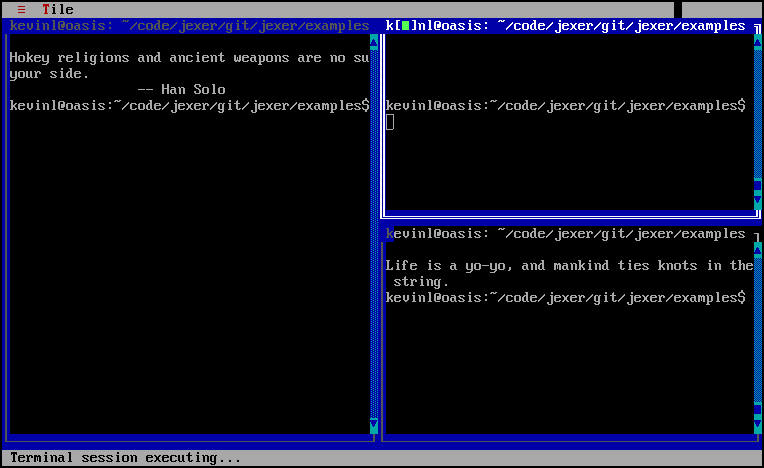 ≡ Tile
kevinl@oasis: ~/code/jexer/git/jexer/examples
Hokey religions and ancient weapons are no su
your side.
-- Han Solo
kevinl@oasis:~/code/jexer/git/jexer/examples$
k[■]nl@oasis: ~/code/jexer/git/jexer/examples
kevinl@oasis:~/code/jexer/git/jexer/examples$
kevinl@oasis: ~/code/jexer/git/jexer/examples
Life is a yo-yo, and mankind ties knots in the
string.
kevinl@oasis:~/code/jexer/git/jexer/examples$
Terminal session executing...